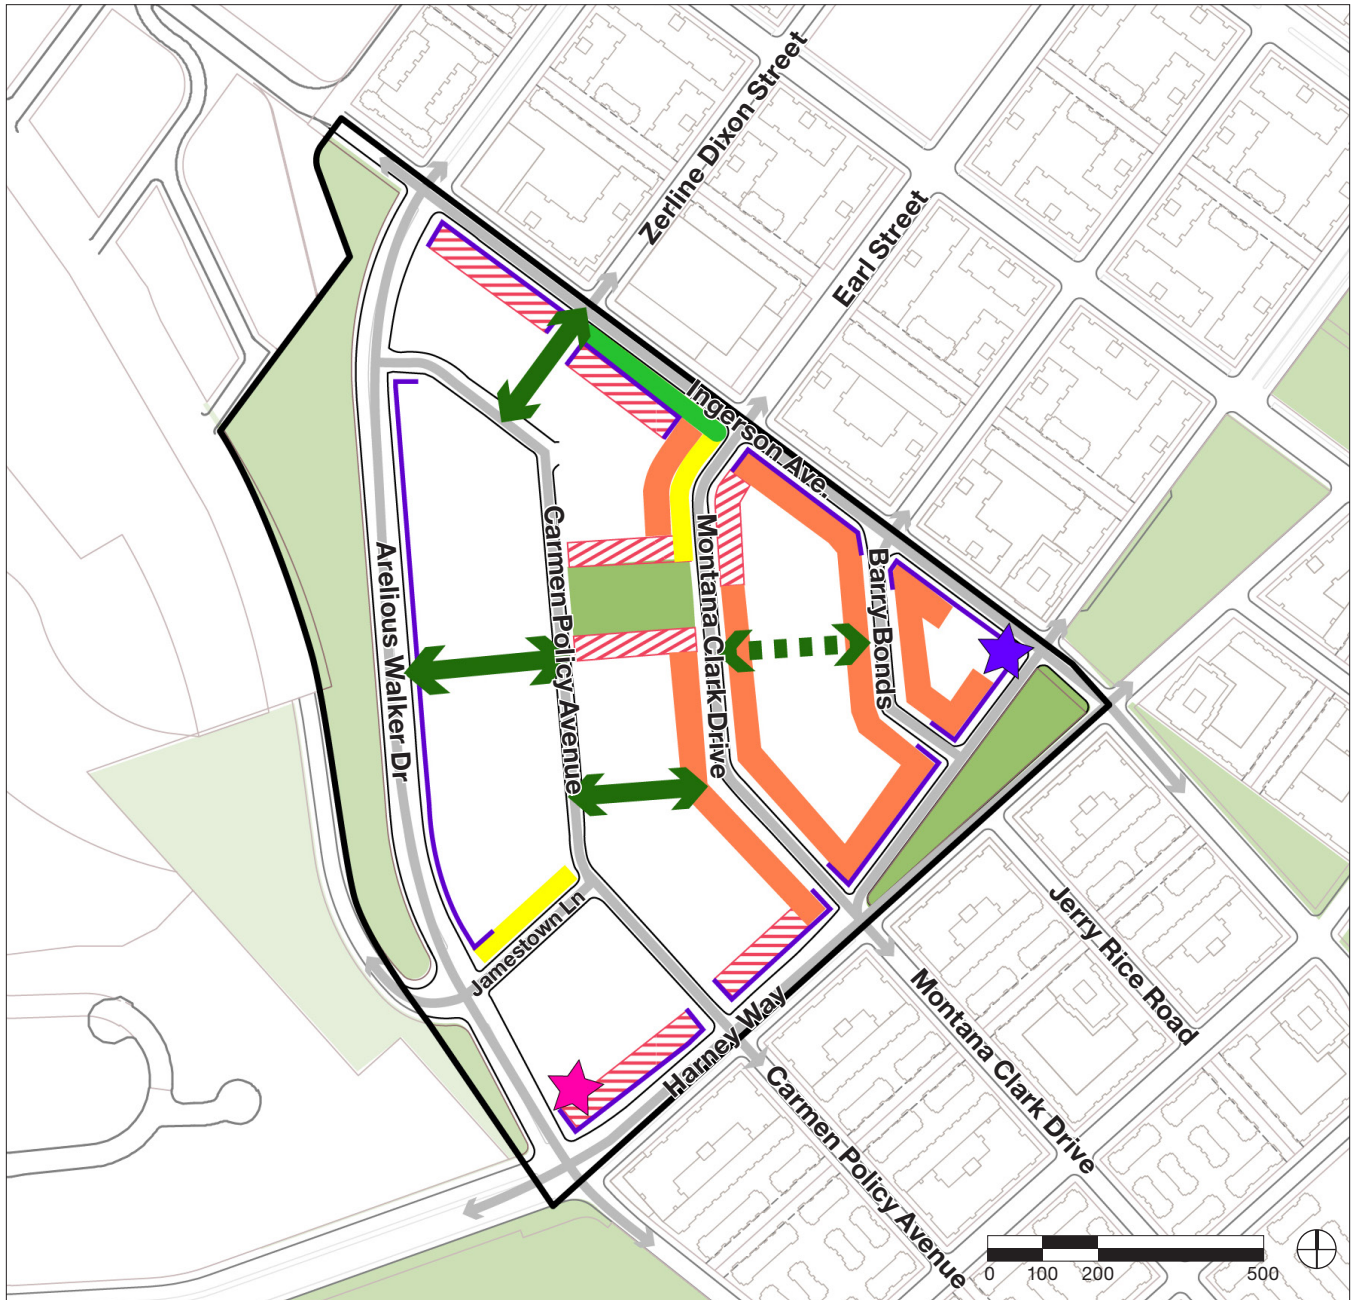 Zerline Dixon Street
Earl Street
Ingerson Ave.
Carmen Policy Avenue
Montana Clark Drive
Barry Bonds
Arelious Walker Dr
Jamestown Ln
Harney Way
Jerry Rice Road
Montana Clark Drive
Carmen Policy Avenue
0 100 200 500